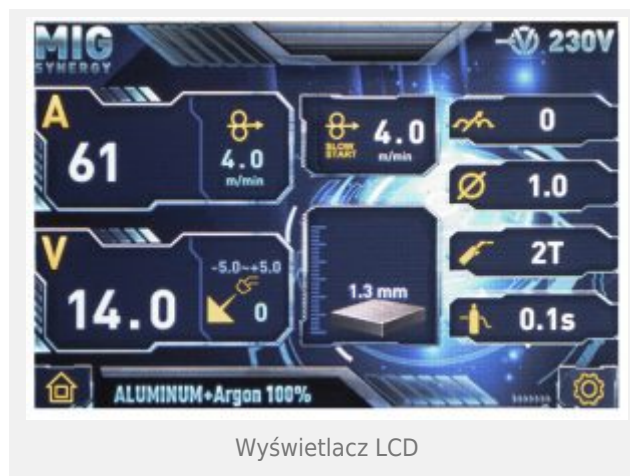 MIG
SYNERGY
230V
A
61
4.0
m/min
SLOW
START
4.0
m/min
0
1.0
2T
0.1s
V
14.0
-5.0~+5.0
0
1.3 mm
ALUMINUM+Argon 100%
Wyświetlacz LCD